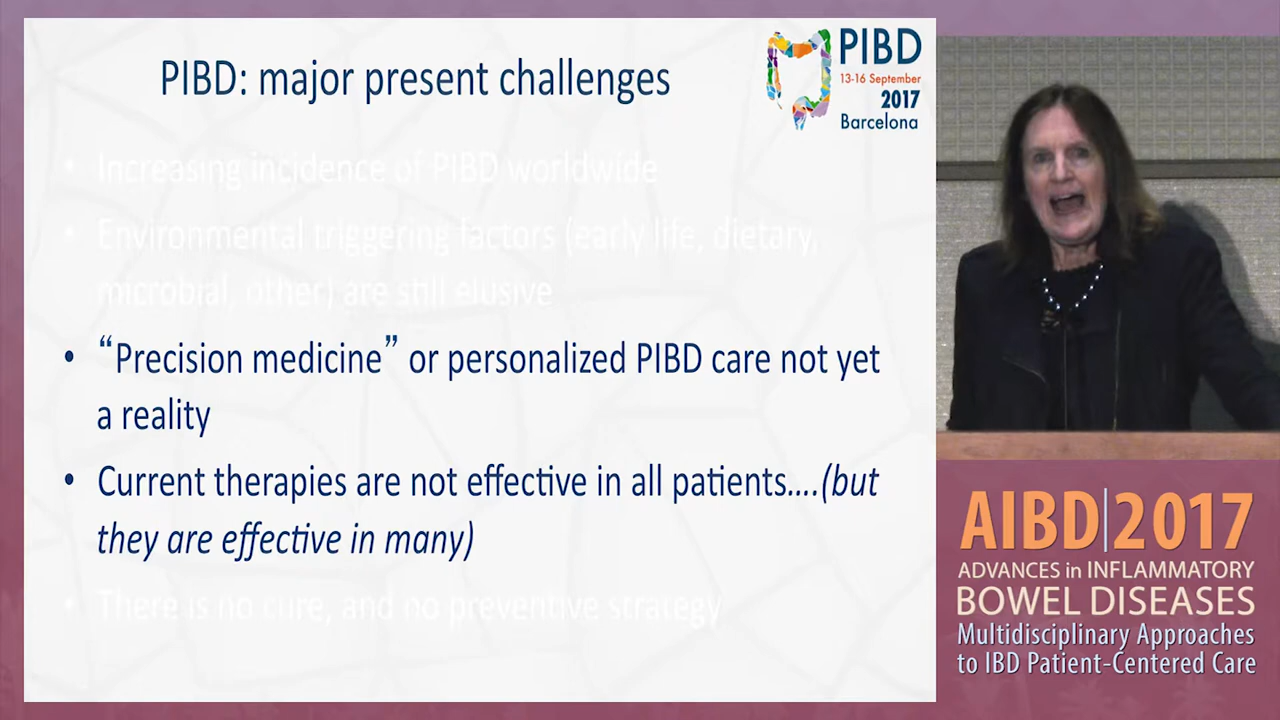 PIBD: major present challenges
PIBD
13-16 September
2017
Barcelona
• Increasing incidence of PIBD worldwide
• Environmental triggering factors (early life, dietary,
microbial, other) are still elusive
• “Precision medicine” or personalized PIBD care not yet
a reality
• Current therapies are not effective in all patients....(but
they are effective in many)
• There is no cure, and no preventive strategy
AIBD|2017
ADVANCES in INFLAMMATORY
BOWEL DISEASES
Multidisciplinary Approaches
to IBD Patient-Centered Care